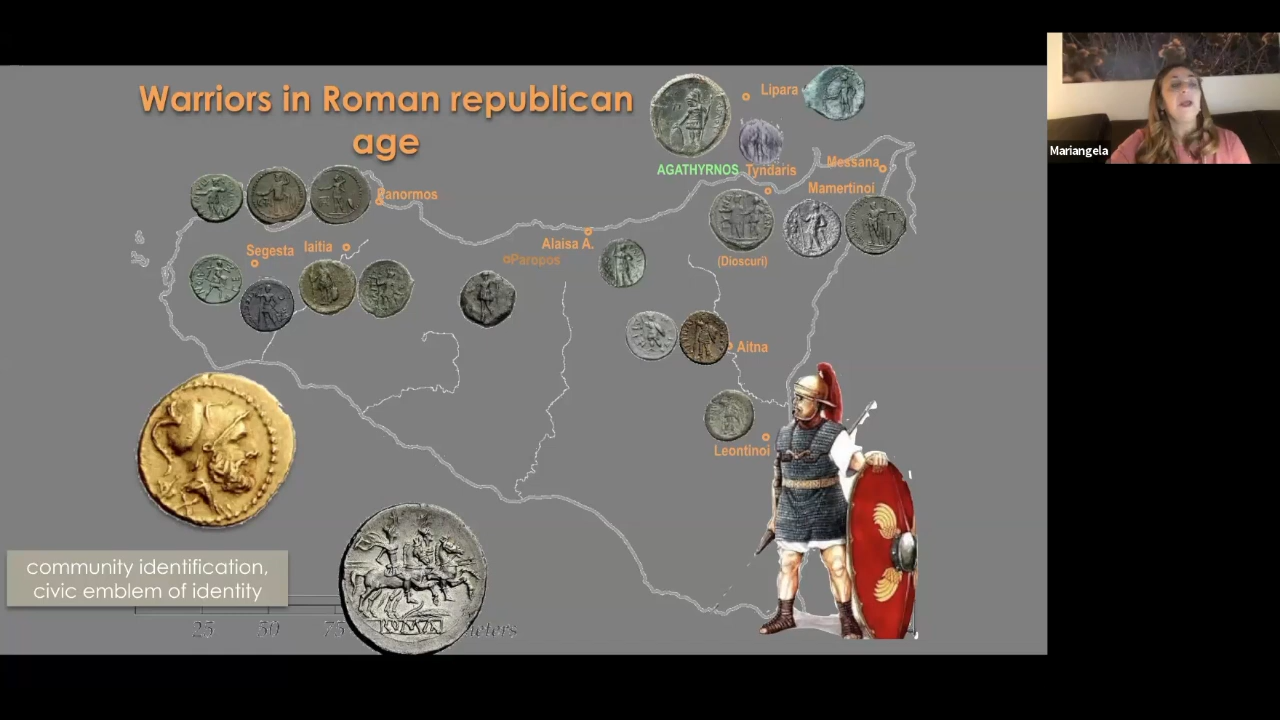 Warriors in Roman republican
age
Lipara
AGATHYRNOS
Tyndaris
Messana
Mamertinoi
Panormos
Segesta
Iaitia
Alaisa A.
Paropos
(Dioscuri)
Aitna
Leontinoi
community identification,
civic emblem of identity
25
50
75
ROMA
Mariangela